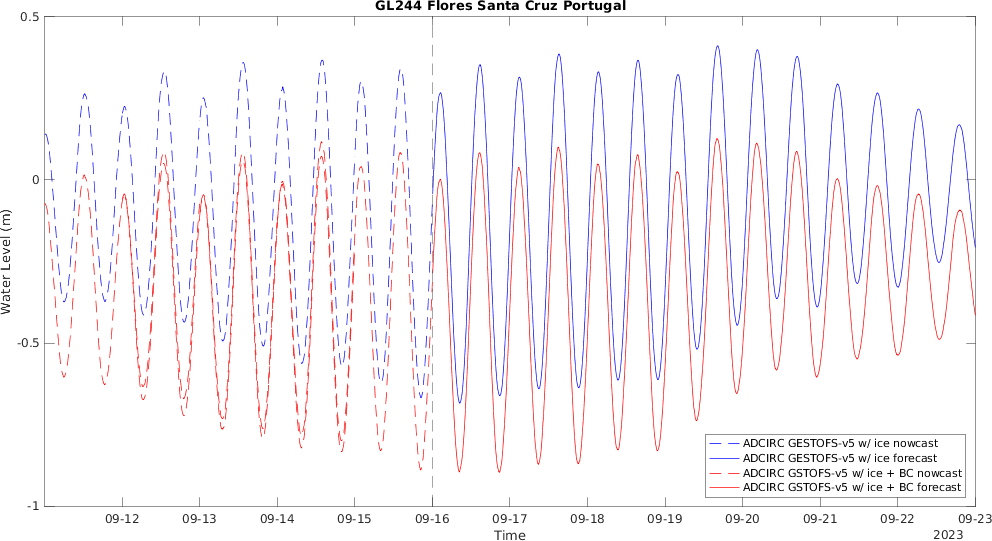 GL244 Flores Santa Cruz Portugal
0.5
0
-0.5
-1
Water Level (m)
ADCIRC GESTOFS-v5 w/ ice nowcast
ADCIRC GESTOFS-v5 w/ ice forecast
ADCIRC GSTOFS-v5 w/ ice + BC nowcast
ADCIRC GSTOFS-v5 w/ ice + BC forecast
09-12 09-13 09-14 09-15 09-16 09-17 09-18 09-19 09-20 09-21 09-22 09-23
Time
2023